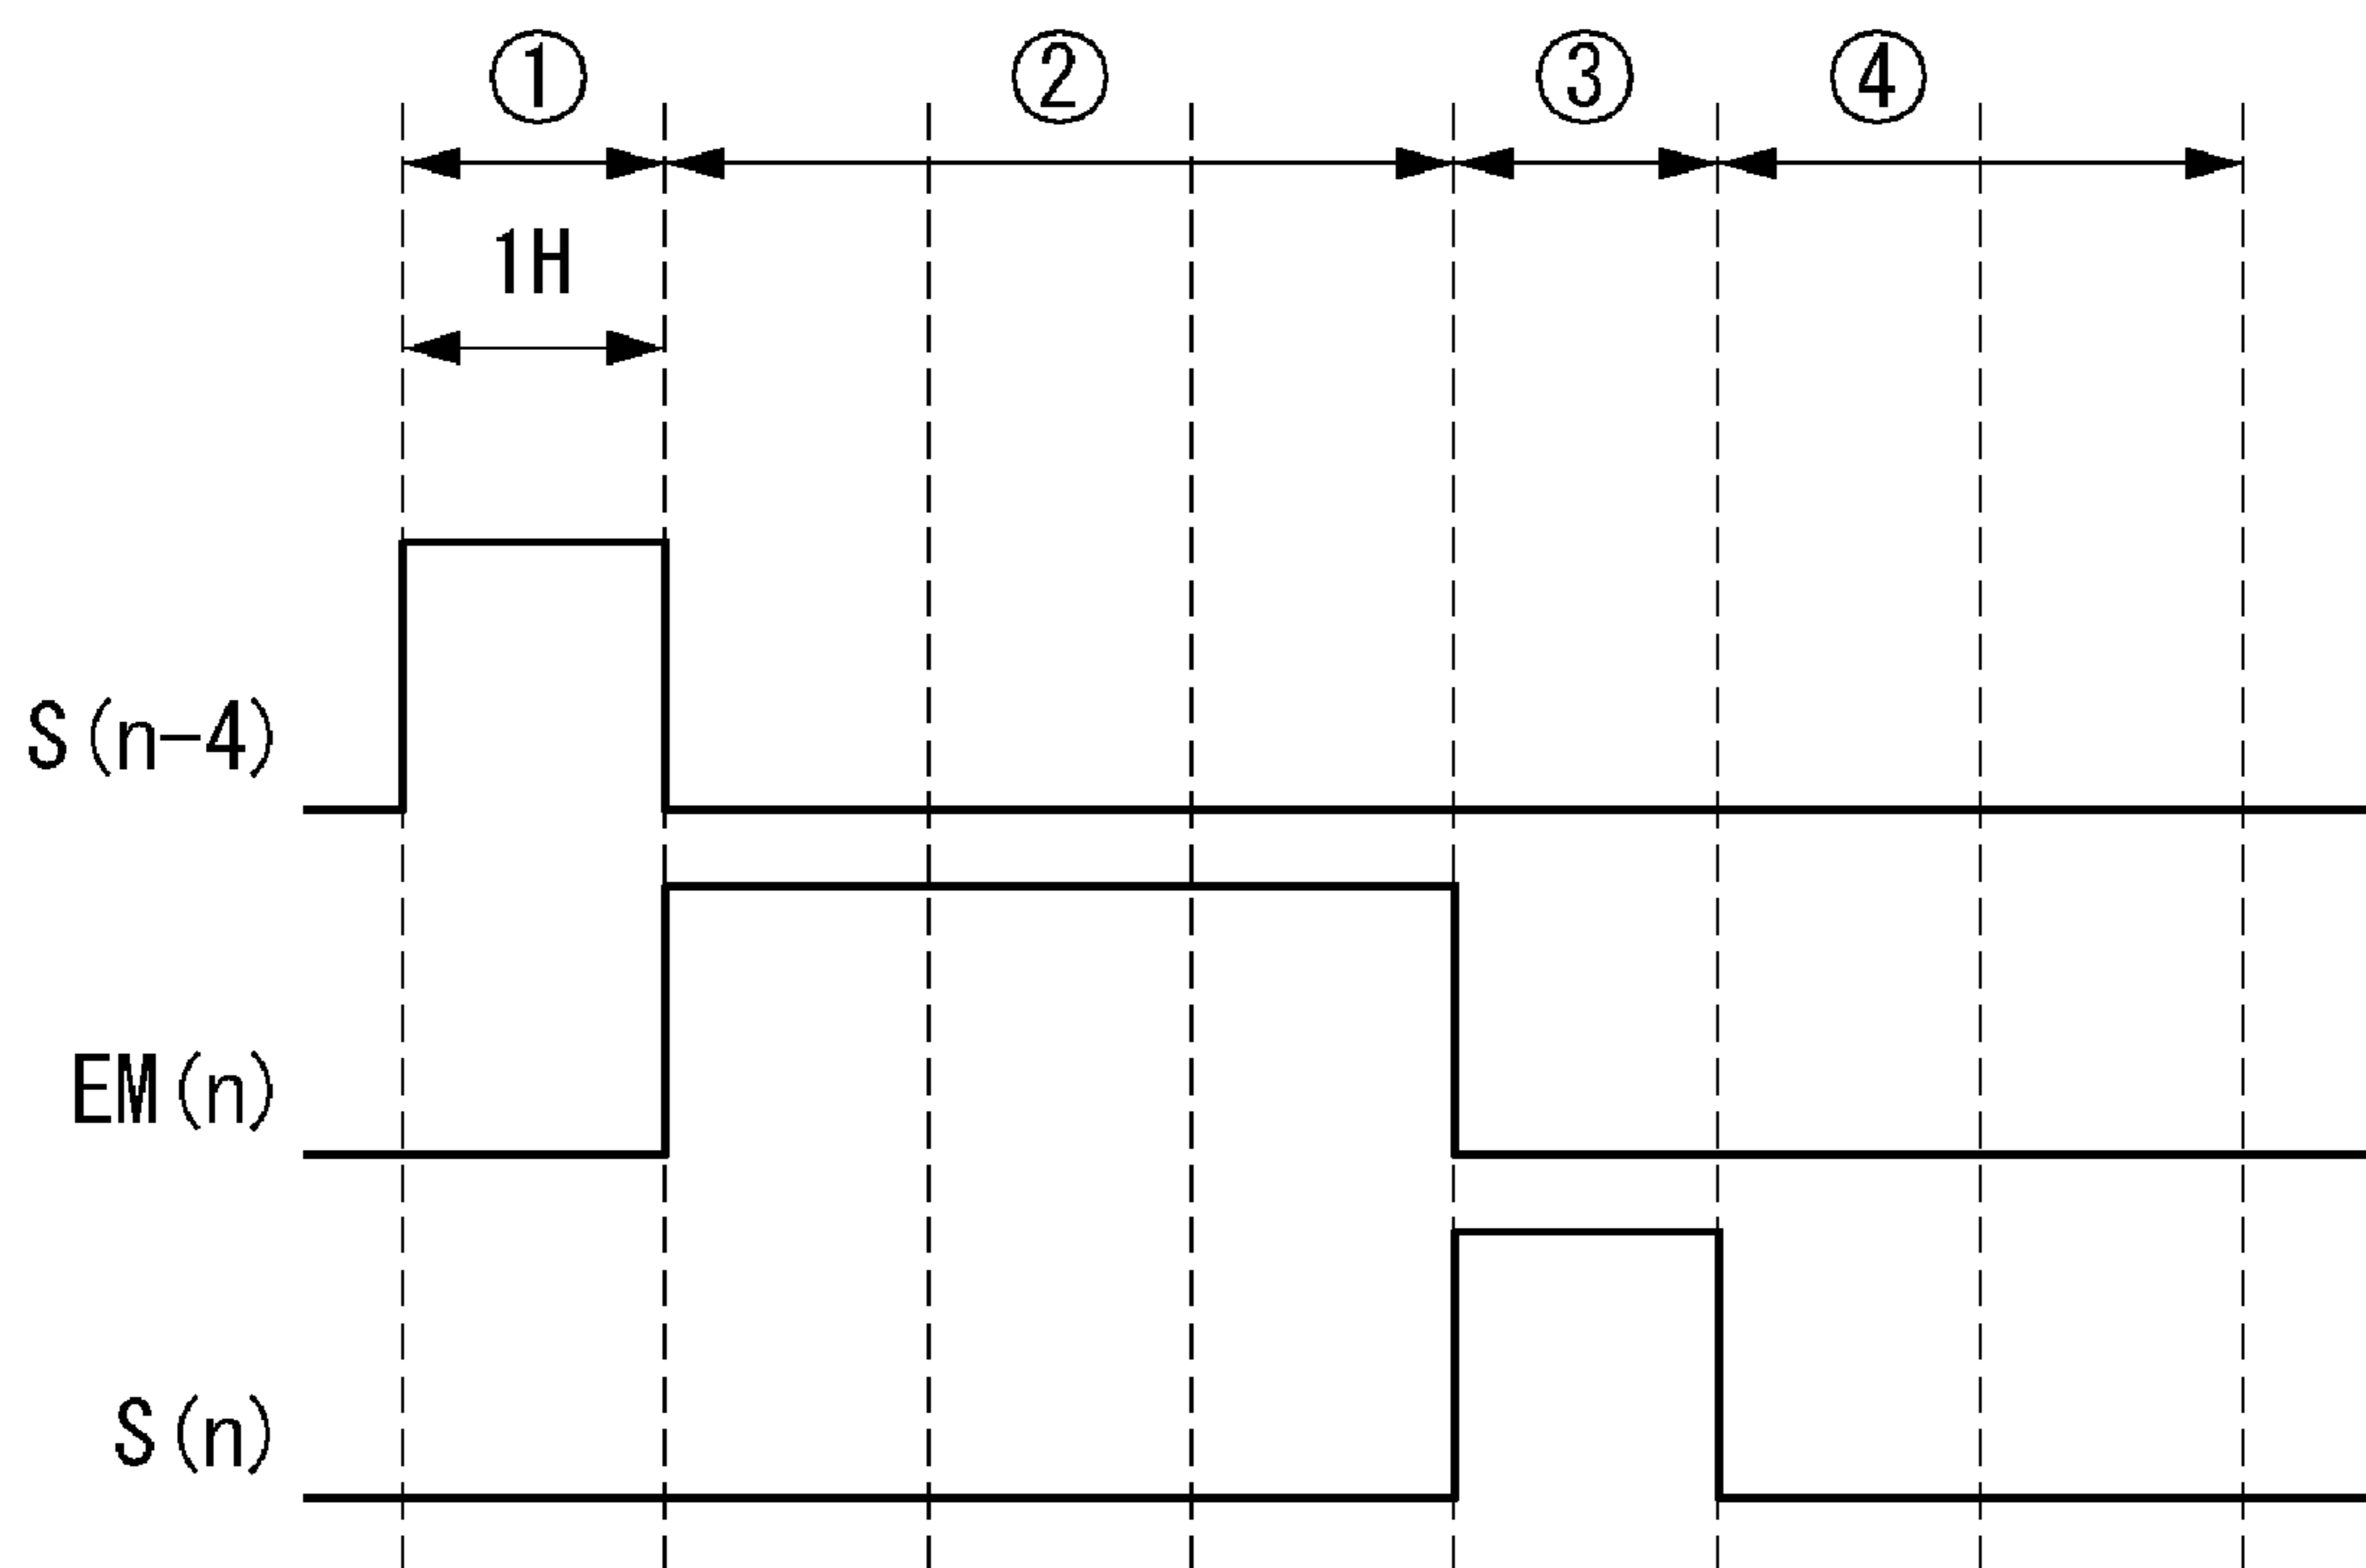 ① ② ③ ④
1H
S(n-4)
EM(n)
S(n)